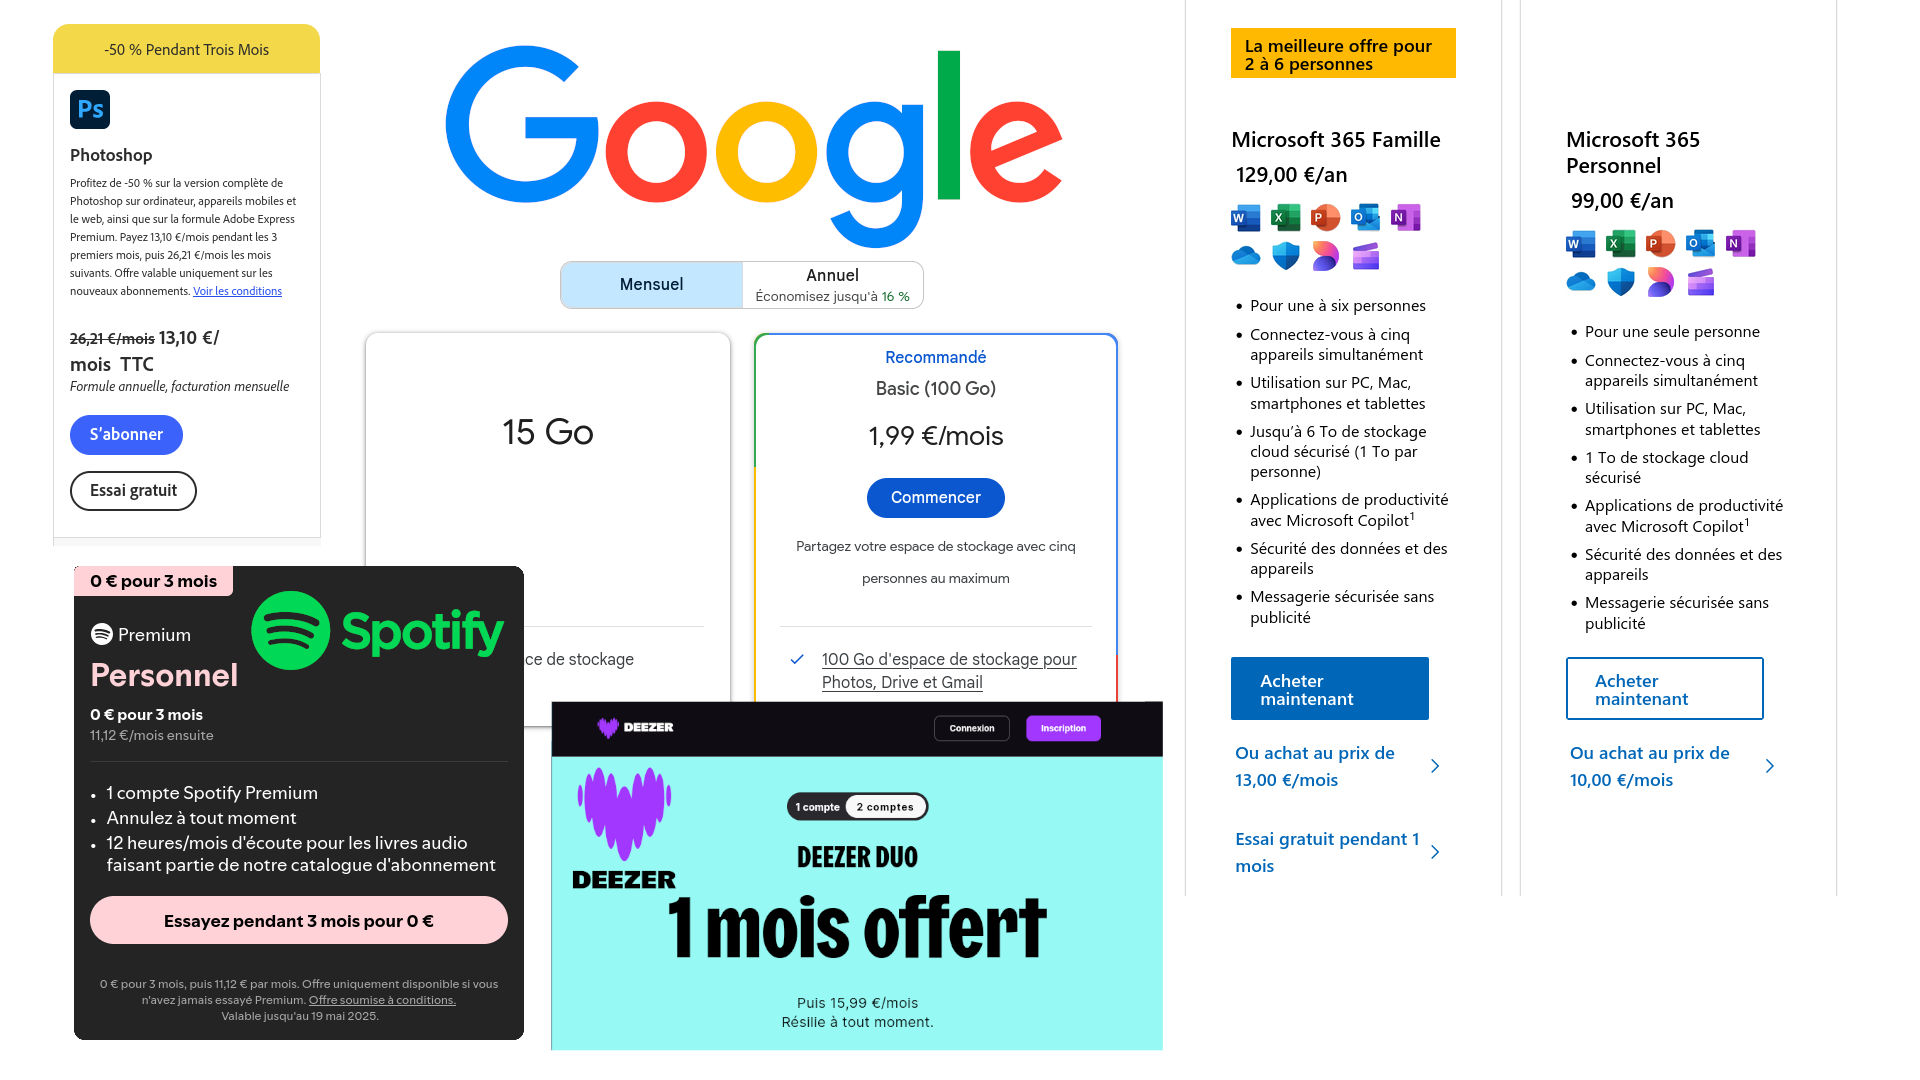 -50 % Pendant Trois Mois
Ps
Photoshop
Profitez de -50 % sur la version complète de
Photoshop sur ordinateur, appareils mobiles et
le web, ainsi que sur la formule Adobe Express
Premium. Payez 13,10 €/mois pendant les 3
premiers mois, puis 26,21 €/mois les mois
suivants. Offre valable uniquement sur les
nouveaux abonnements. Voir les conditions
26,21 €/mois 13,10 €/
mois TTC
Formule annuelle, facturation mensuelle
S'abonner
Essai gratuit
Google
Mensuel
Annuel
Économisez jusqu'à 16 %
15 Go
ce de stockage
Recommandé
Basic (100 Go)
1,99 €/mois
Commencer
Partagez votre espace de stockage avec cinq
personnes au maximum
100 Go d'espace de stockage pour
Photos, Drive et Gmail
0 € pour 3 mois
Spotify
Premium
Personnel
0 € pour 3 mois
11,12 €/mois ensuite
• 1 compte Spotify Premium
• Annulez à tout moment
• 12 heures/mois d'écoute pour les livres audio
faisant partie de notre catalogue d'abonnement
Essayez pendant 3 mois pour 0 €
0 € pour 3 mois, puis 11,12 € par mois. Offre uniquement disponible si vous
n'avez jamais essayé Premium. Offre soumise à conditions.
Valable jusqu'au 19 mai 2025.
DEEZER
Connexion
Inscription
DEEZER
1 compte
2 comptes
DEEZER DUO
1 mois offert
Puis 15,99 €/mois
Résilie à tout moment.
La meilleure offre pour
2 à 6 personnes
Microsoft 365 Famille
129,00 €/an
W X P O N
• Pour une à six personnes
• Connectez-vous à cinq
appareils simultanément
• Utilisation sur PC, Mac,
smartphones et tablettes
• Jusqu'à 6 To de stockage
cloud sécurisé (1 To par
personne)
• Applications de productivité
avec Microsoft Copilot¹
• Sécurité des données et des
appareils
• Messagerie sécurisée sans
publicité
Acheter
maintenant
Ou achat au prix de
13,00 €/mois
Essai gratuit pendant 1
mois
Microsoft 365
Personnel
99,00 €/an
W X P O N
• Pour une seule personne
• Connectez-vous à cinq
appareils simultanément
• Utilisation sur PC, Mac,
smartphones et tablettes
• 1 To de stockage cloud
sécurisé
• Applications de productivité
avec Microsoft Copilot¹
• Sécurité des données et des
appareils
• Messagerie sécurisée sans
publicité
Acheter
maintenant
Ou achat au prix de
10,00 €/mois